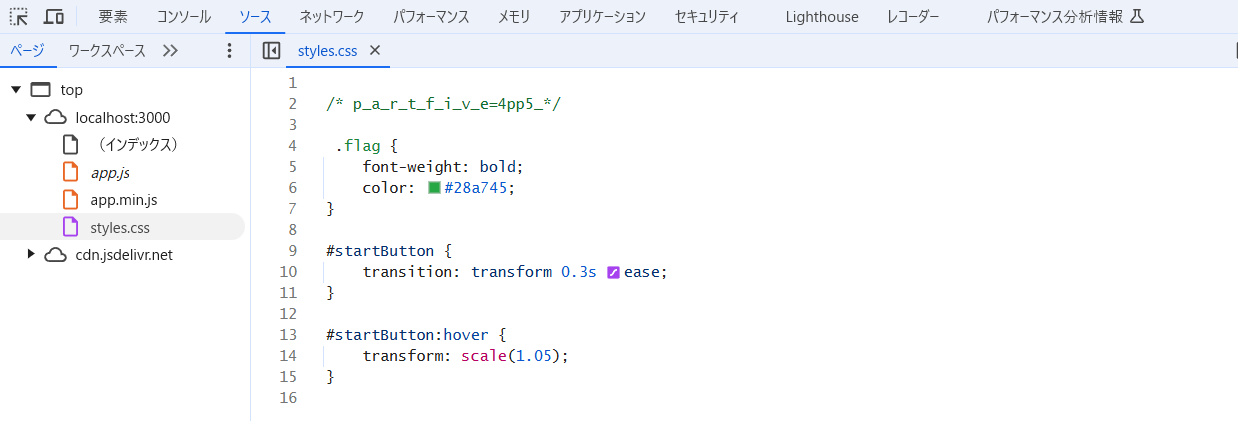 要素 コンソール ソース ネットワーク パフォーマンス メモリ アプリケーション セキュリティ Lighthouse レコーダー パフォーマンス分析情報
ページ ワークスペース
styles.css
top
localhost:3000
（インデックス）
app.js
app.min.js
styles.css
cdn.jsdelivr.net
1
2 /* p_a_r_t_f_i_v_e=4pp5_*/
3
4 .flag {
5 font-weight: bold;
6 color: #28a745;
7 }
8
9 #startButton {
10 transition: transform 0.3s ease;
11 }
12
13 #startButton:hover {
14 transform: scale(1.05);
15 }
16